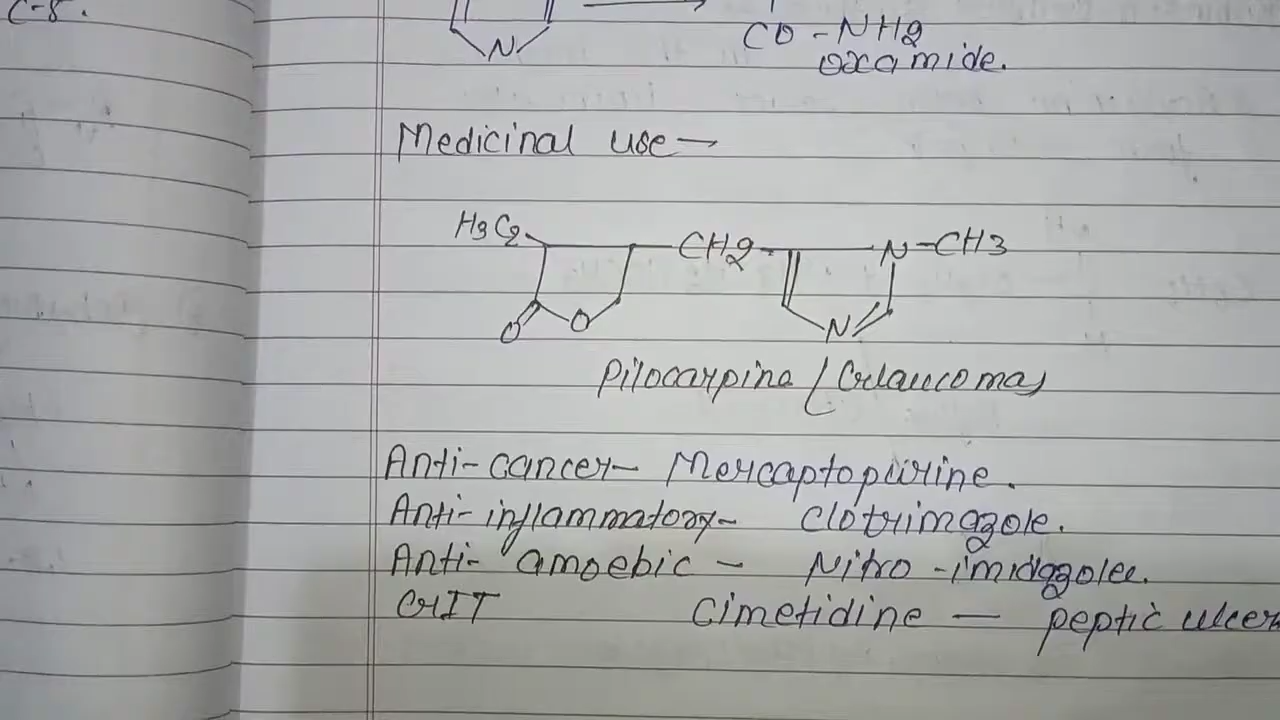 C-5.
N
CO-NH2
oxamide.
Medicinal use -
H3C2 CH2 N-CH3
O O N
Pilocarpine (Glaucoma)
Anti-cancer- Mercaptopurine.
Anti-inflammatory- Clotrimazole.
Anti-amoebic - Nitro-imidazolee.
GIT Cimetidine - peptic ulcer